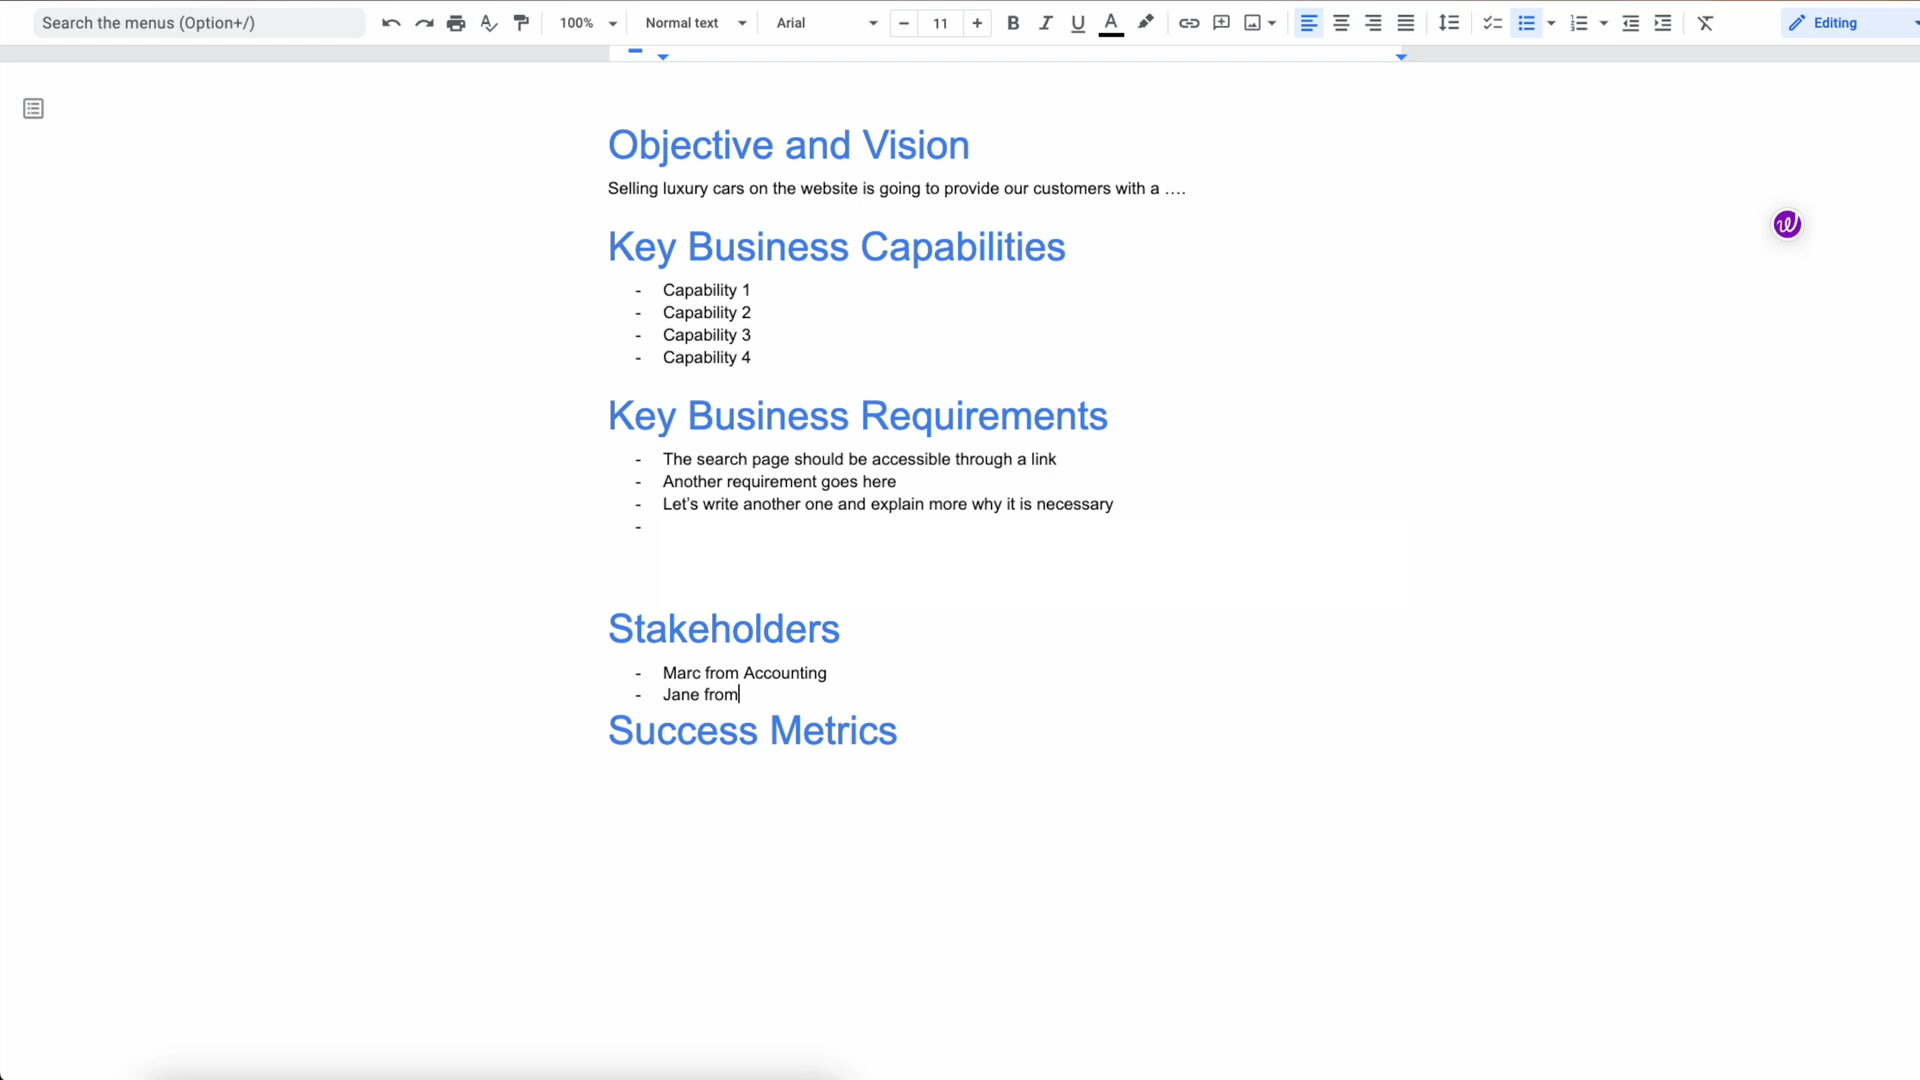 Search the menus (Option+/)
100%
Normal text
Arial
− 11 +
B I U A
Editing
Objective and Vision
Selling luxury cars on the website is going to provide our customers with a ….
Key Business Capabilities
- Capability 1
- Capability 2
- Capability 3
- Capability 4
Key Business Requirements
- The search page should be accessible through a link
- Another requirement goes here
- Let’s write another one and explain more why it is necessary
-
Stakeholders
- Marc from Accounting
- Jane from
Success Metrics